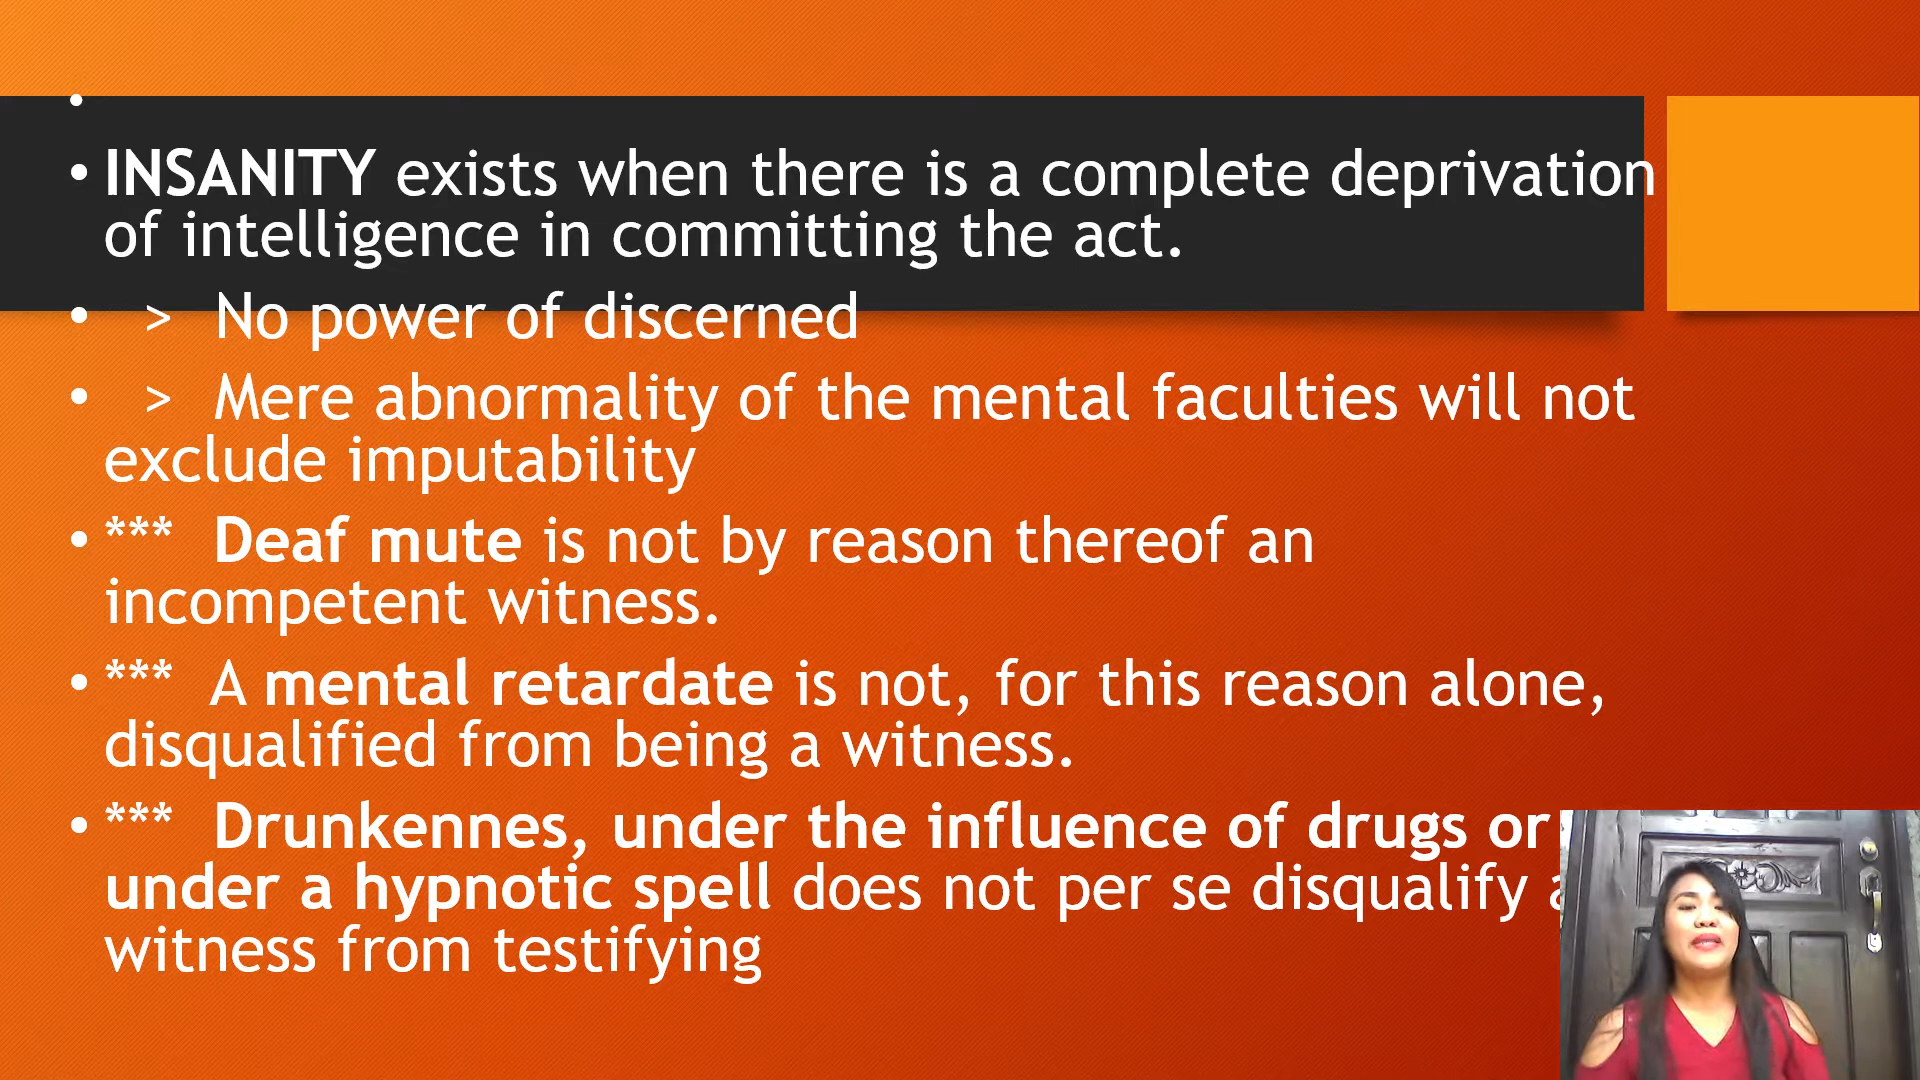 •
• INSANITY exists when there is a complete deprivation
of intelligence in committing the act.
• > No power of discerned
• > Mere abnormality of the mental faculties will not
exclude imputability
• *** Deaf mute is not by reason thereof an
incompetent witness.
• *** A mental retardate is not, for this reason alone,
disqualified from being a witness.
• *** Drunkennes, under the influence of drugs or
under a hypnotic spell does not per se disqualify a
witness from testifying